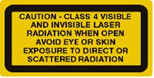 CAUTION - CLASS 4 VISIBLE
AND INVISIBLE LASER
RADIATION WHEN OPEN
AVOID EYE OR SKIN
EXPOSURE TO DIRECT OR
SCATTERED RADIATION